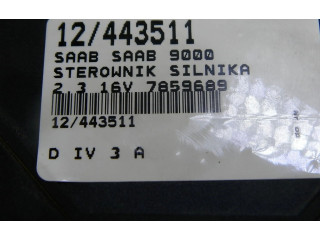 12/443511
SAAB SAAB 9000
STEROWNIK SILNIKA
2.3 16V 7859689
12/443511
D IV 3 A